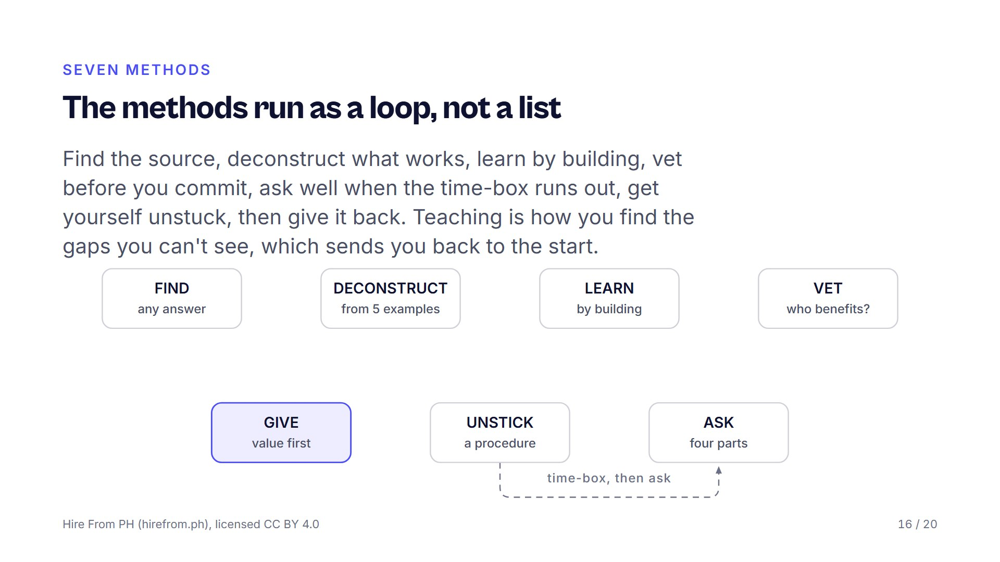 SEVEN METHODS
The methods run as a loop, not a list
Find the source, deconstruct what works, learn by building, vet
before you commit, ask well when the time-box runs out, get
yourself unstuck, then give it back. Teaching is how you find the
gaps you can't see, which sends you back to the start.
FIND
any answer
DECONSTRUCT
from 5 examples
LEARN
by building
VET
who benefits?
GIVE
value first
UNSTICK
a procedure
ASK
four parts
time-box, then ask
Hire From PH (hirefrom.ph), licensed CC BY 4.0
16 / 20